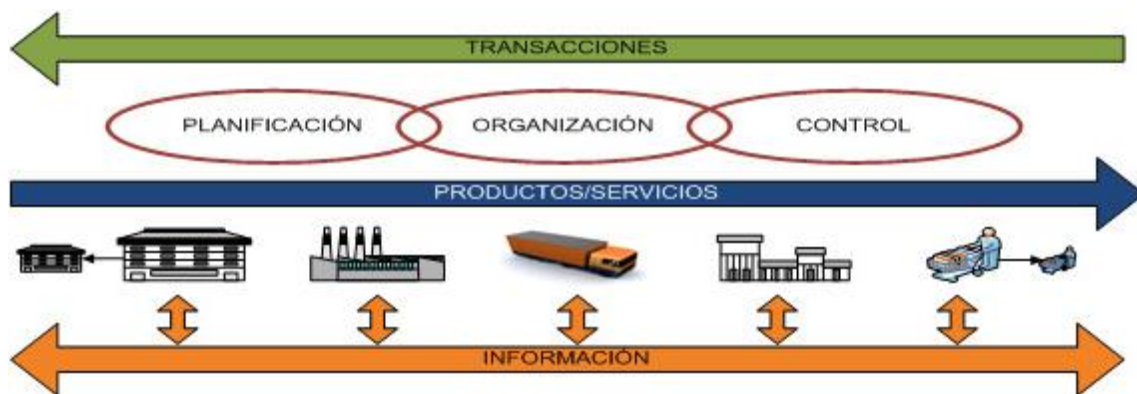 TRANSACCIONES
PLANIFICACIÓN ORGANIZACIÓN CONTROL
PRODUCTOS/SERVICIOS
INFORMACIÓN